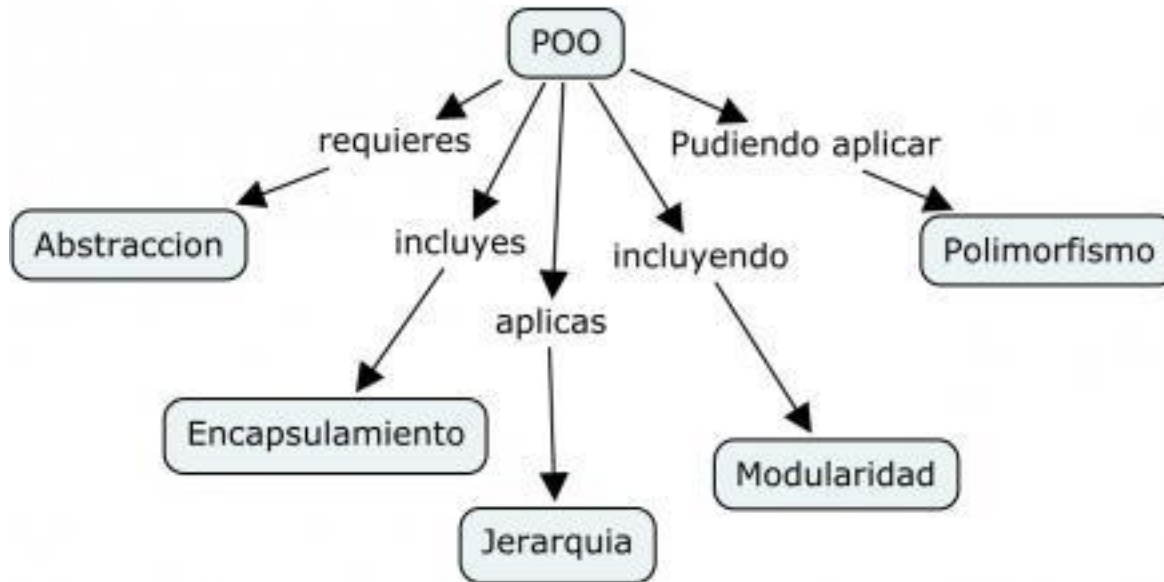 POO
requieres
Pudiendo aplicar
Abstraccion
incluyes
incluyendo
Polimorfismo
aplicas
Encapsulamiento
Modularidad
Jerarquia